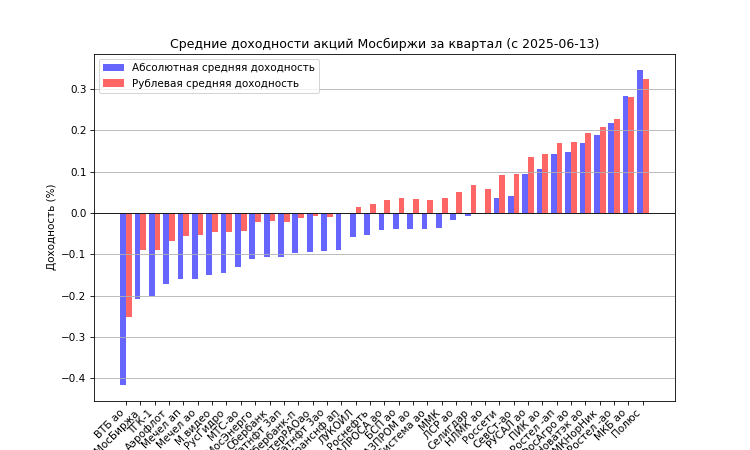 Средние доходности акций Мосбиржи за квартал (с 2025-06-13)
Абсолютная средняя доходность
Рублевая средняя доходность
Доходность (%)
0.3
0.2
0.1
0.0
−0.1
−0.2
−0.3
−0.4
ВТБ ао
МосБиржа
ТГК-1
Аэрофлот
Мечел ап
Мечел ао
М.видео
РусГидро
МТС-ао
МосЭнерго
Сбербанк
Сбербанк-п
ЛУКОЙЛ
Роснефть
БСП ао
ММК
ЛСР ао
Селигдар
НЛМК ао
Россети
СевСт-ао
РУСАЛ ао
ПИК ао
Ростел -ап
Ростел -ао
МКБ ао
Полюс